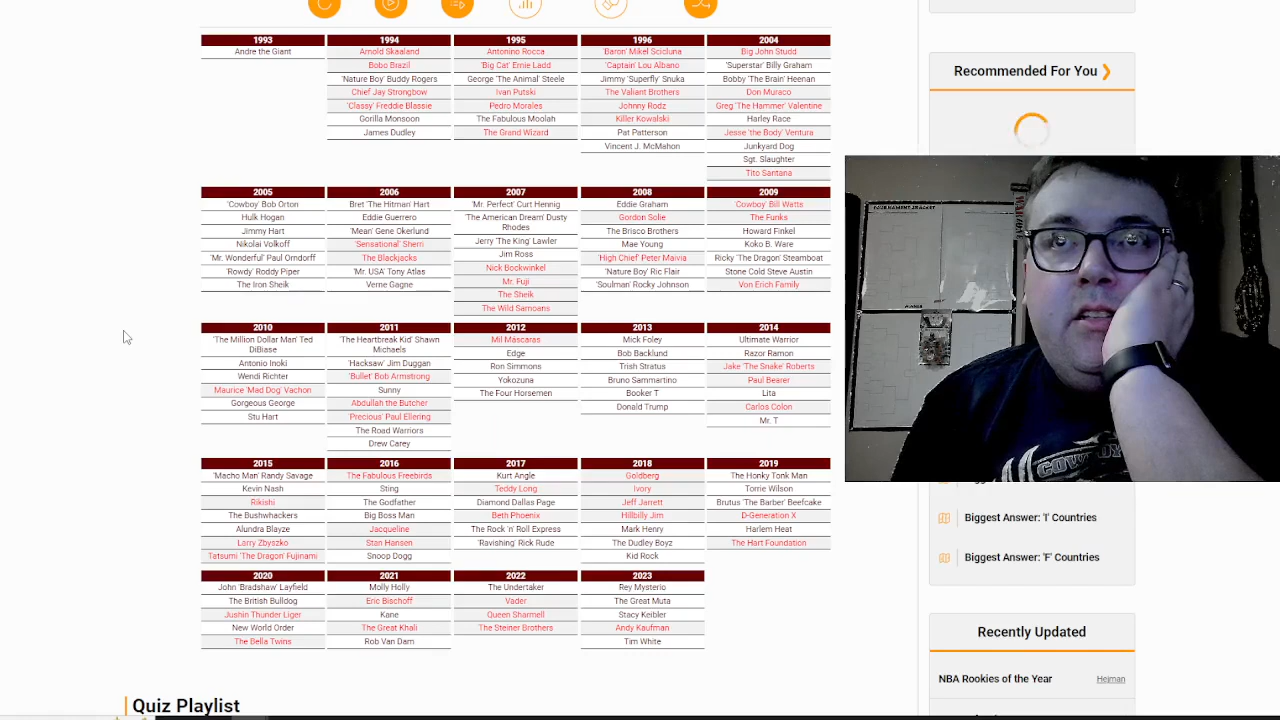 1993
Andre the Giant
1994
Arnold Skaaland
Bobo Brazil
'Nature Boy' Buddy Rogers
Chief Jay Strongbow
'Classy' Freddie Blassie
Gorilla Monsoon
James Dudley
1995
Antonino Rocca
'Big Cat' Ernie Ladd
George 'The Animal' Steele
Ivan Putski
Pedro Morales
The Fabulous Moolah
The Grand Wizard
1996
'Baron' Mikel Scicluna
'Captain' Lou Albano
Jimmy 'Superfly' Snuka
The Valiant Brothers
Johnny Rodz
Killer Kowalski
Pat Patterson
Vincent J. McMahon
2004
Big John Studd
'Superstar' Billy Graham
Bobby 'The Brain' Heenan
Don Muraco
Greg 'The Hammer' Valentine
Harley Race
Jesse 'the Body' Ventura
Junkyard Dog
Sgt. Slaughter
Tito Santana
2005
'Cowboy' Bob Orton
Hulk Hogan
Jimmy Hart
Nikolai Volkoff
'Mr. Wonderful' Paul Orndorff
'Rowdy' Roddy Piper
The Iron Sheik
2006
Bret 'The Hitman' Hart
Eddie Guerrero
'Mean' Gene Okerlund
'Sensational' Sherri
The Blackjacks
'Mr. USA' Tony Atlas
Verne Gagne
2007
'Mr. Perfect' Curt Hennig
'The American Dream' Dusty
Rhodes
Jerry 'The King' Lawler
Jim Ross
Nick Bockwinkel
Mr. Fuji
The Sheik
The Wild Samoans
2008
Eddie Graham
Gordon Solie
The Brisco Brothers
Mae Young
'High Chief' Peter Maivia
'Nature Boy' Ric Flair
'Soulman' Rocky Johnson
2009
'Cowboy' Bill Watts
The Funks
Howard Finkel
Koko B. Ware
Ricky 'The Dragon' Steamboat
Stone Cold Steve Austin
Von Erich Family
2010
'The Million Dollar Man' Ted
DiBiase
Antonio Inoki
Wendi Richter
Maurice 'Mad Dog' Vachon
Gorgeous George
Stu Hart
2011
'The Heartbreak Kid' Shawn
Michaels
'Hacksaw' Jim Duggan
'Bullet' Bob Armstrong
Sunny
Abdullah the Butcher
'Precious' Paul Ellering
The Road Warriors
Drew Carey
2012
Mil Máscaras
Edge
Ron Simmons
Yokozuna
The Four Horsemen
2013
Mick Foley
Bob Backlund
Trish Stratus
Bruno Sammartino
Booker T
Donald Trump
2014
Ultimate Warrior
Razor Ramon
Jake 'The Snake' Roberts
Paul Bearer
Lita
Carlos Colon
Mr. T
2015
'Macho Man' Randy Savage
Kevin Nash
Rikishi
The Bushwhackers
Alundra Blayze
Larry Zbyszko
Tatsumi 'The Dragon' Fujinami
2016
The Fabulous Freebirds
Sting
The Godfather
Big Boss Man
Jacqueline
Stan Hansen
Snoop Dogg
2017
Kurt Angle
Teddy Long
Diamond Dallas Page
Beth Phoenix
The Rock 'n' Roll Express
'Ravishing' Rick Rude
2018
Goldberg
Ivory
Jeff Jarrett
Hillbilly Jim
Mark Henry
The Dudley Boyz
Kid Rock
2019
The Honky Tonk Man
Torrie Wilson
Brutus 'The Barber' Beefcake
D-Generation X
Harlem Heat
The Hart Foundation
2020
John 'Bradshaw' Layfield
The British Bulldog
Jushin Thunder Liger
New World Order
The Bella Twins
2021
Molly Holly
Eric Bischoff
Kane
The Great Khali
Rob Van Dam
2022
The Undertaker
Vader
Queen Sharmell
The Steiner Brothers
2023
Rey Mysterio
The Great Muta
Stacy Keibler
Andy Kaufman
Tim White
Quiz Playlist
Recommended For You
TOURNAMENT BRACKET
COWBOYS
Biggest Answer: 'I' Countries
Biggest Answer: 'F' Countries
Recently Updated
NBA Rookies of the Year
Hejman